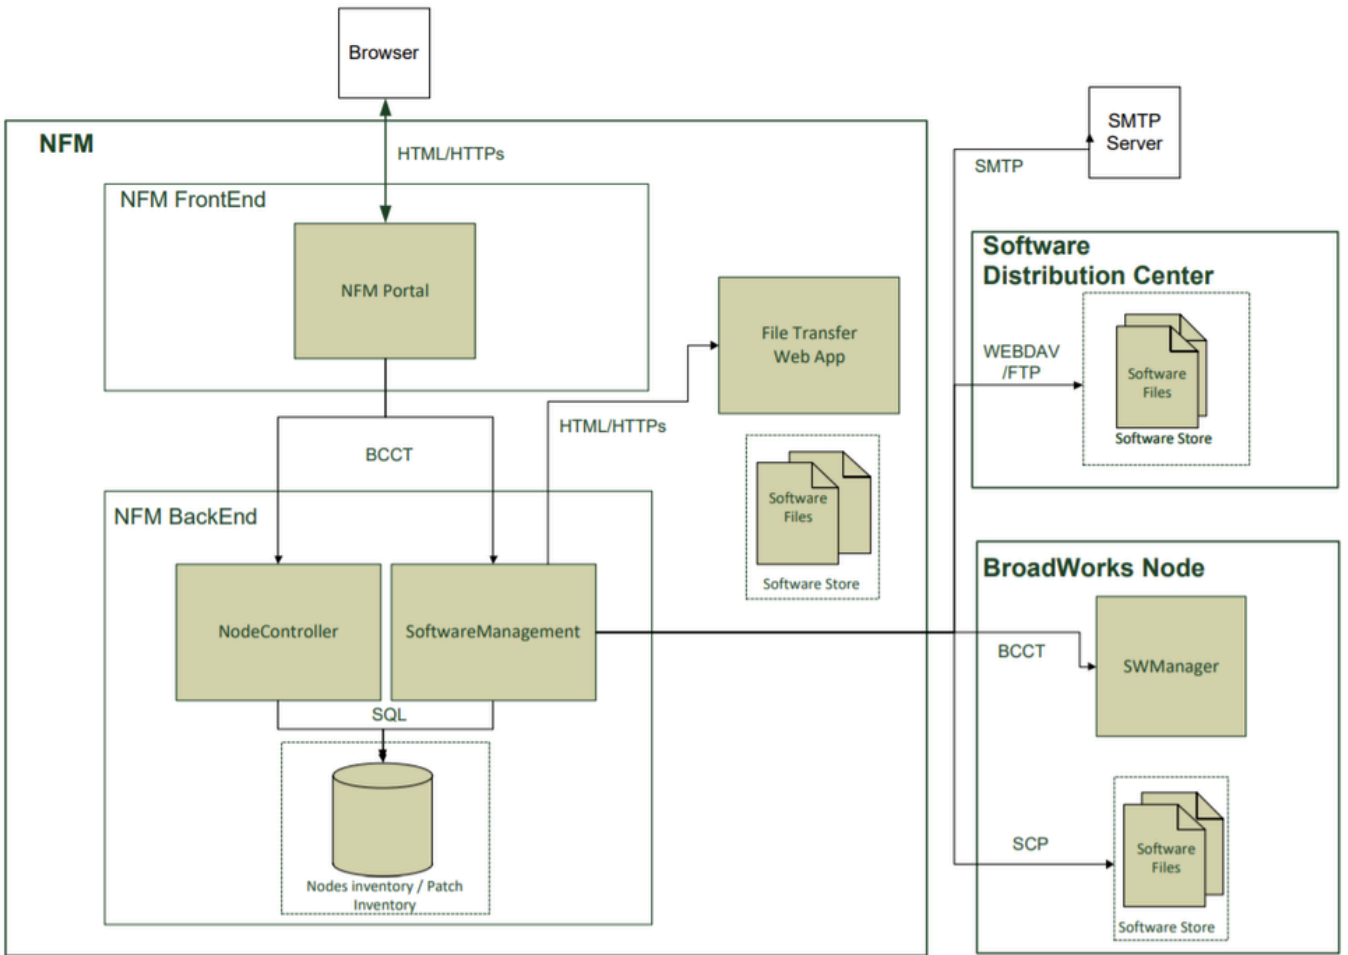 Browser
NFM
HTML/HTTPs
SMTP
Server
SMTP
NFM FrontEnd
NFM Portal
Software
Distribution Center
File Transfer
Web App
WEBDAV
/FTP
Software
Files
Software Store
HTML/HTTPs
BCCT
Software
Files
Software Store
NFM BackEnd
NodeController
SoftwareManagement
BroadWorks Node
BCCT
SWManager
SQL
Nodes inventory / Patch
Inventory
SCP
Software
Files
Software Store